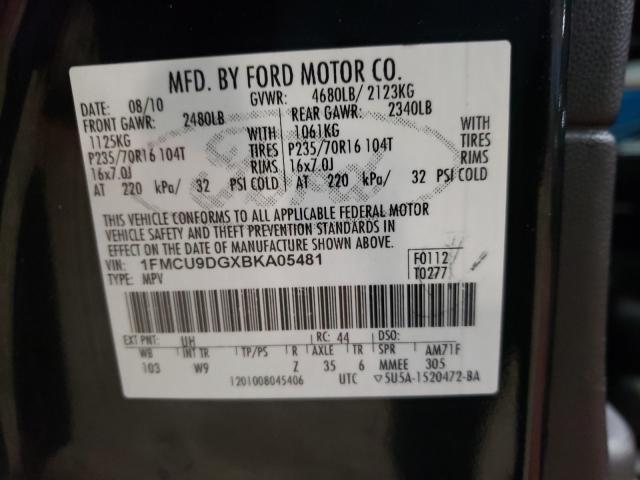 MFD. BY FORD MOTOR CO.
DATE: 08/10 GVWR: 4680LB/ 2123KG
FRONT GAWR: 2480LB REAR GAWR: 2340LB
1125KG WITH 1061KG WITH
P235/70R16 104T TIRES P235/70R16 104T TIRES
16x7.0J RIMS 16x7.0J RIMS
AT 220 kPa/ 32 PSI COLD AT 220 kPa/ 32 PSI COLD
THIS VEHICLE CONFORMS TO ALL APPLICABLE FEDERAL MOTOR
VEHICLE SAFETY AND THEFT PREVENTION STANDARDS IN
EFFECT ON THE DATE OF MANUFACTURE SHOWN ABOVE.
VIN: 1FMCU9DGXBKA05481 F0112
TYPE: MPV T0277
EXT PNT: UH RC: 44 DSO:
WB INT TR TP/PS R AXLE TR SPR AM71F
103 W9 Z 35 6 MMEE 305
1201008045406 UTC ▽5U5A-1520472-BA